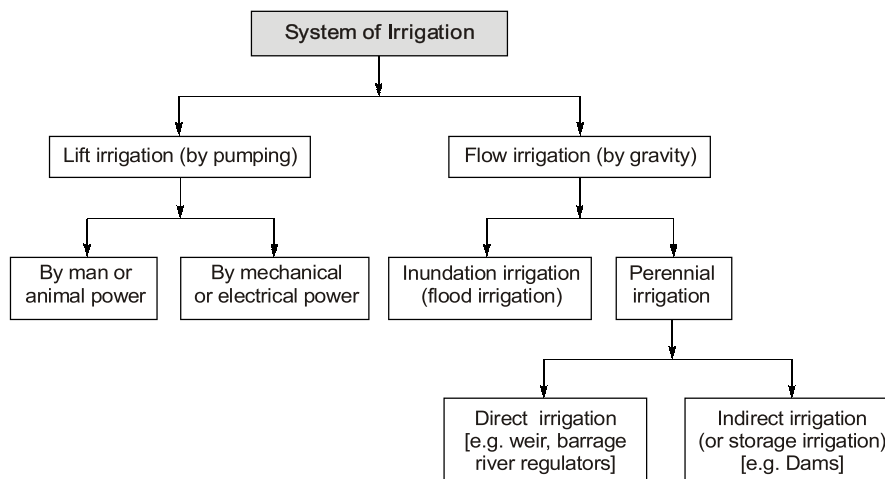 System of Irrigation
Lift irrigation (by pumping)
Flow irrigation (by gravity)
By man or
animal power
By mechanical
or electrical power
Inundation irrigation
(flood irrigation)
Perennial
irrigation
Direct irrigation
[e.g. weir, barrage
river regulators]
Indirect irrigation
(or storage irrigation)
[e.g. Dams]